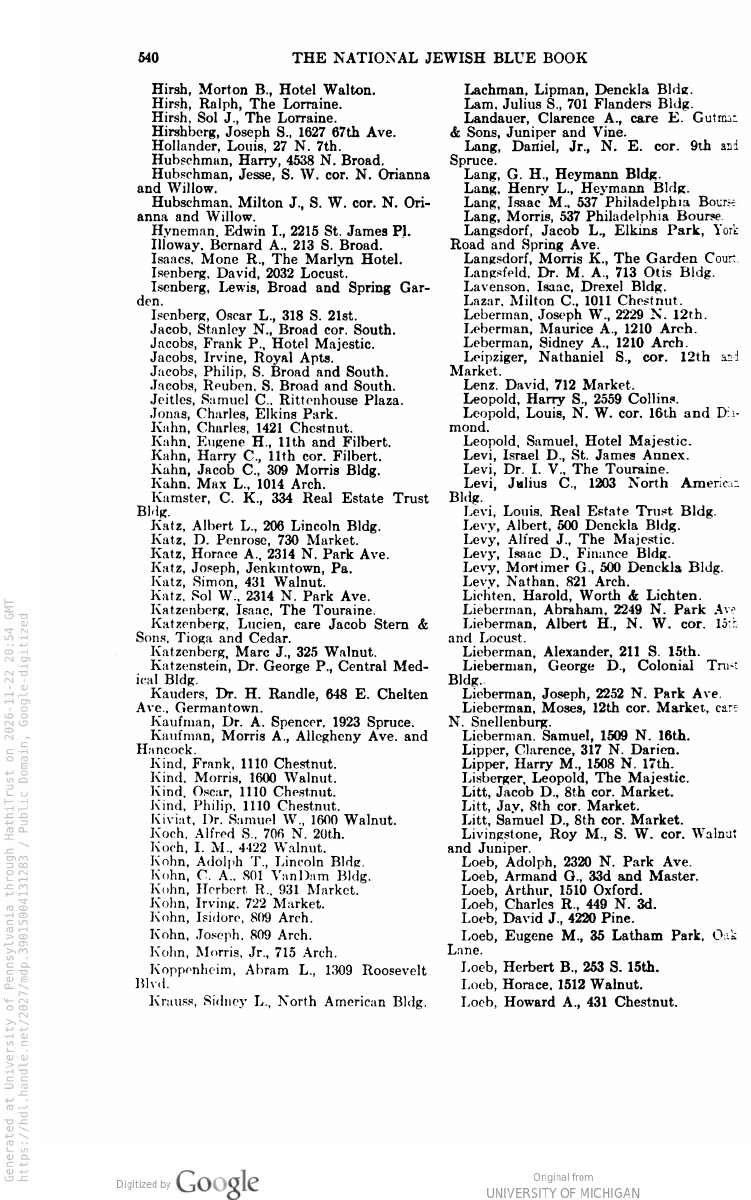 540
THE NATIONAL JEWISH BLUE BOOK
Hirsh, Morton B., Hotel Walton.
Hirsh, Ralph, The Lorraine.
Hirsh, Sol J., The Lorraine.
Hirshberg, Joseph S., 1627 67th Ave.
Hollander, Louis, 27 N. 7th.
Hubschman, Harry, 4538 N. Broad.
Hubschman, Jesse, S. W. cor. N. Orianna
and Willow.
Hubschman, Milton J., S. W. cor. N. Ori-
anna and Willow.
Hyneman, Edwin I., 2215 St. James Pl.
Illoway, Bernard A., 213 S. Broad.
Isaacs, Mone R., The Marlyn Hotel.
Isenberg, David, 2032 Locust.
Isenberg, Lewis, Broad and Spring Gar-
den.
Isenberg, Oscar L., 318 S. 21st.
Jacob, Stanley N., Broad cor. South.
Jacobs, Frank P., Hotel Majestic.
Jacobs, Irvine, Royal Apts.
Jacobs, Philip, S. Broad and South.
Jacobs, Reuben, S. Broad and South.
Jeitles, Samuel C., Rittenhouse Plaza.
Jonas, Charles, Elkins Park.
Kahn, Charles, 1421 Chestnut.
Kahn, Eugene H., 11th and Filbert.
Kahn, Harry C., 11th cor. Filbert.
Kahn, Jacob C., 309 Morris Bldg.
Kahn, Max L., 1014 Arch.
Kamster, C. K., 334 Real Estate Trust
Bldg.
Katz, Albert L., 206 Lincoln Bldg.
Katz, D. Penrose, 730 Market.
Katz, Horace A., 2314 N. Park Ave.
Katz, Joseph, Jenkintown, Pa.
Katz, Simon, 431 Walnut.
Katz, Sol W., 2314 N. Park Ave.
Katzenberg, Isaac, The Touraine.
Katzenberg, Lucien, care Jacob Stern &
Sons, Tioga and Cedar.
Katzenberg, Marc J., 325 Walnut.
Katzenstein, Dr. George P., Central Med-
ical Bldg.
Kauders, Dr. H. Randle, 648 E. Chelten
Ave., Germantown.
Kaufman, Dr. A. Spencer, 1923 Spruce.
Kaufman, Morris A., Allegheny Ave. and
Hancock.
Kind, Frank, 1110 Chestnut.
Kind, Morris, 1600 Walnut.
Kind, Oscar, 1110 Chestnut.
Kind, Philip, 1110 Chestnut.
Kiviat, Dr. Samuel W., 1600 Walnut.
Koch, Alfred S., 706 N. 20th.
Koch, I. M., 4422 Walnut.
Kohn, Adolph T., Lincoln Bldg.
Kohn, C. A., 801 VanDam Bldg.
Kohn, Herbert R., 931 Market.
Kohn, Irving, 722 Market.
Kohn, Isidore, 809 Arch.
Kohn, Joseph, 809 Arch.
Kohn, Morris, Jr., 715 Arch.
Koppenheim, Abram L., 1309 Roosevelt
Blvd.
Krauss, Sidney L., North American Bldg.
Lachman, Lipman, Denckla Bldg.
Lam, Julius S., 701 Flanders Bldg.
Landauer, Clarence A., care E. Gutman
& Sons, Juniper and Vine.
Lang, Daniel, Jr., N. E. cor. 9th and
Spruce.
Lang, G. H., Heymann Bldg.
Lang, Henry L., Heymann Bldg.
Lang, Isaac M., 537 Philadelphia Bourse
Lang, Morris, 537 Philadelphia Bourse.
Langsdorf, Jacob L., Elkins Park, York
Road and Spring Ave.
Langsdorf, Morris K., The Garden Court.
Langsfeld, Dr. M. A., 713 Otis Bldg.
Lavenson, Isaac, Drexel Bldg.
Lazar, Milton C., 1011 Chestnut.
Leberman, Joseph W., 2229 N. 12th.
Leberman, Maurice A., 1210 Arch.
Leberman, Sidney A., 1210 Arch.
Leipziger, Nathaniel S., cor. 12th and
Market.
Lenz, David, 712 Market.
Leopold, Harry S., 2559 Collins.
Leopold, Louis, N. W. cor. 16th and Dia-
mond.
Leopold, Samuel, Hotel Majestic.
Levi, Israel D., St. James Annex.
Levi, Dr. I. V., The Touraine.
Levi, Julius C., 1203 North American
Bldg.
Levi, Louis, Real Estate Trust Bldg.
Levy, Albert, 500 Denckla Bldg.
Levy, Alfred J., The Majestic.
Levy, Isaac D., Finance Bldg.
Levy, Mortimer G., 500 Denckla Bldg.
Levy, Nathan, 821 Arch.
Lichten, Harold, Worth & Lichten.
Lieberman, Abraham, 2249 N. Park Ave
Lieberman, Albert H., N. W. cor. 15th
and Locust.
Lieberman, Alexander, 211 S. 15th.
Lieberman, George D., Colonial Trust
Bldg.
Lieberman, Joseph, 2252 N. Park Ave.
Lieberman, Moses, 12th cor. Market, care
N. Snellenburg.
Lieberman, Samuel, 1509 N. 16th.
Lipper, Clarence, 317 N. Darien.
Lipper, Harry M., 1508 N. 17th.
Lisberger, Leopold, The Majestic.
Litt, Jacob D., 8th cor. Market.
Litt, Jay, 8th cor. Market.
Litt, Samuel D., 8th cor. Market.
Livingstone, Roy M., S. W. cor. Walnut
and Juniper.
Loeb, Adolph, 2320 N. Park Ave.
Loeb, Armand G., 33d and Master.
Loeb, Arthur, 1510 Oxford.
Loeb, Charles R., 449 N. 3d.
Loeb, David J., 4220 Pine.
Loeb, Eugene M., 35 Latham Park, Oak
Lane.
Loeb, Herbert B., 253 S. 15th.
Loeb, Horace, 1512 Walnut.
Loeb, Howard A., 431 Chestnut.
Generated at University of Pennsylvania through HathiTrust on 2026-11-22 20:54 GMT
https://hdl.handle.net/2027/mdp.39015004131283 / Public Domain, Google-digitized
Digitized by Google
Original from
UNIVERSITY OF MICHIGAN